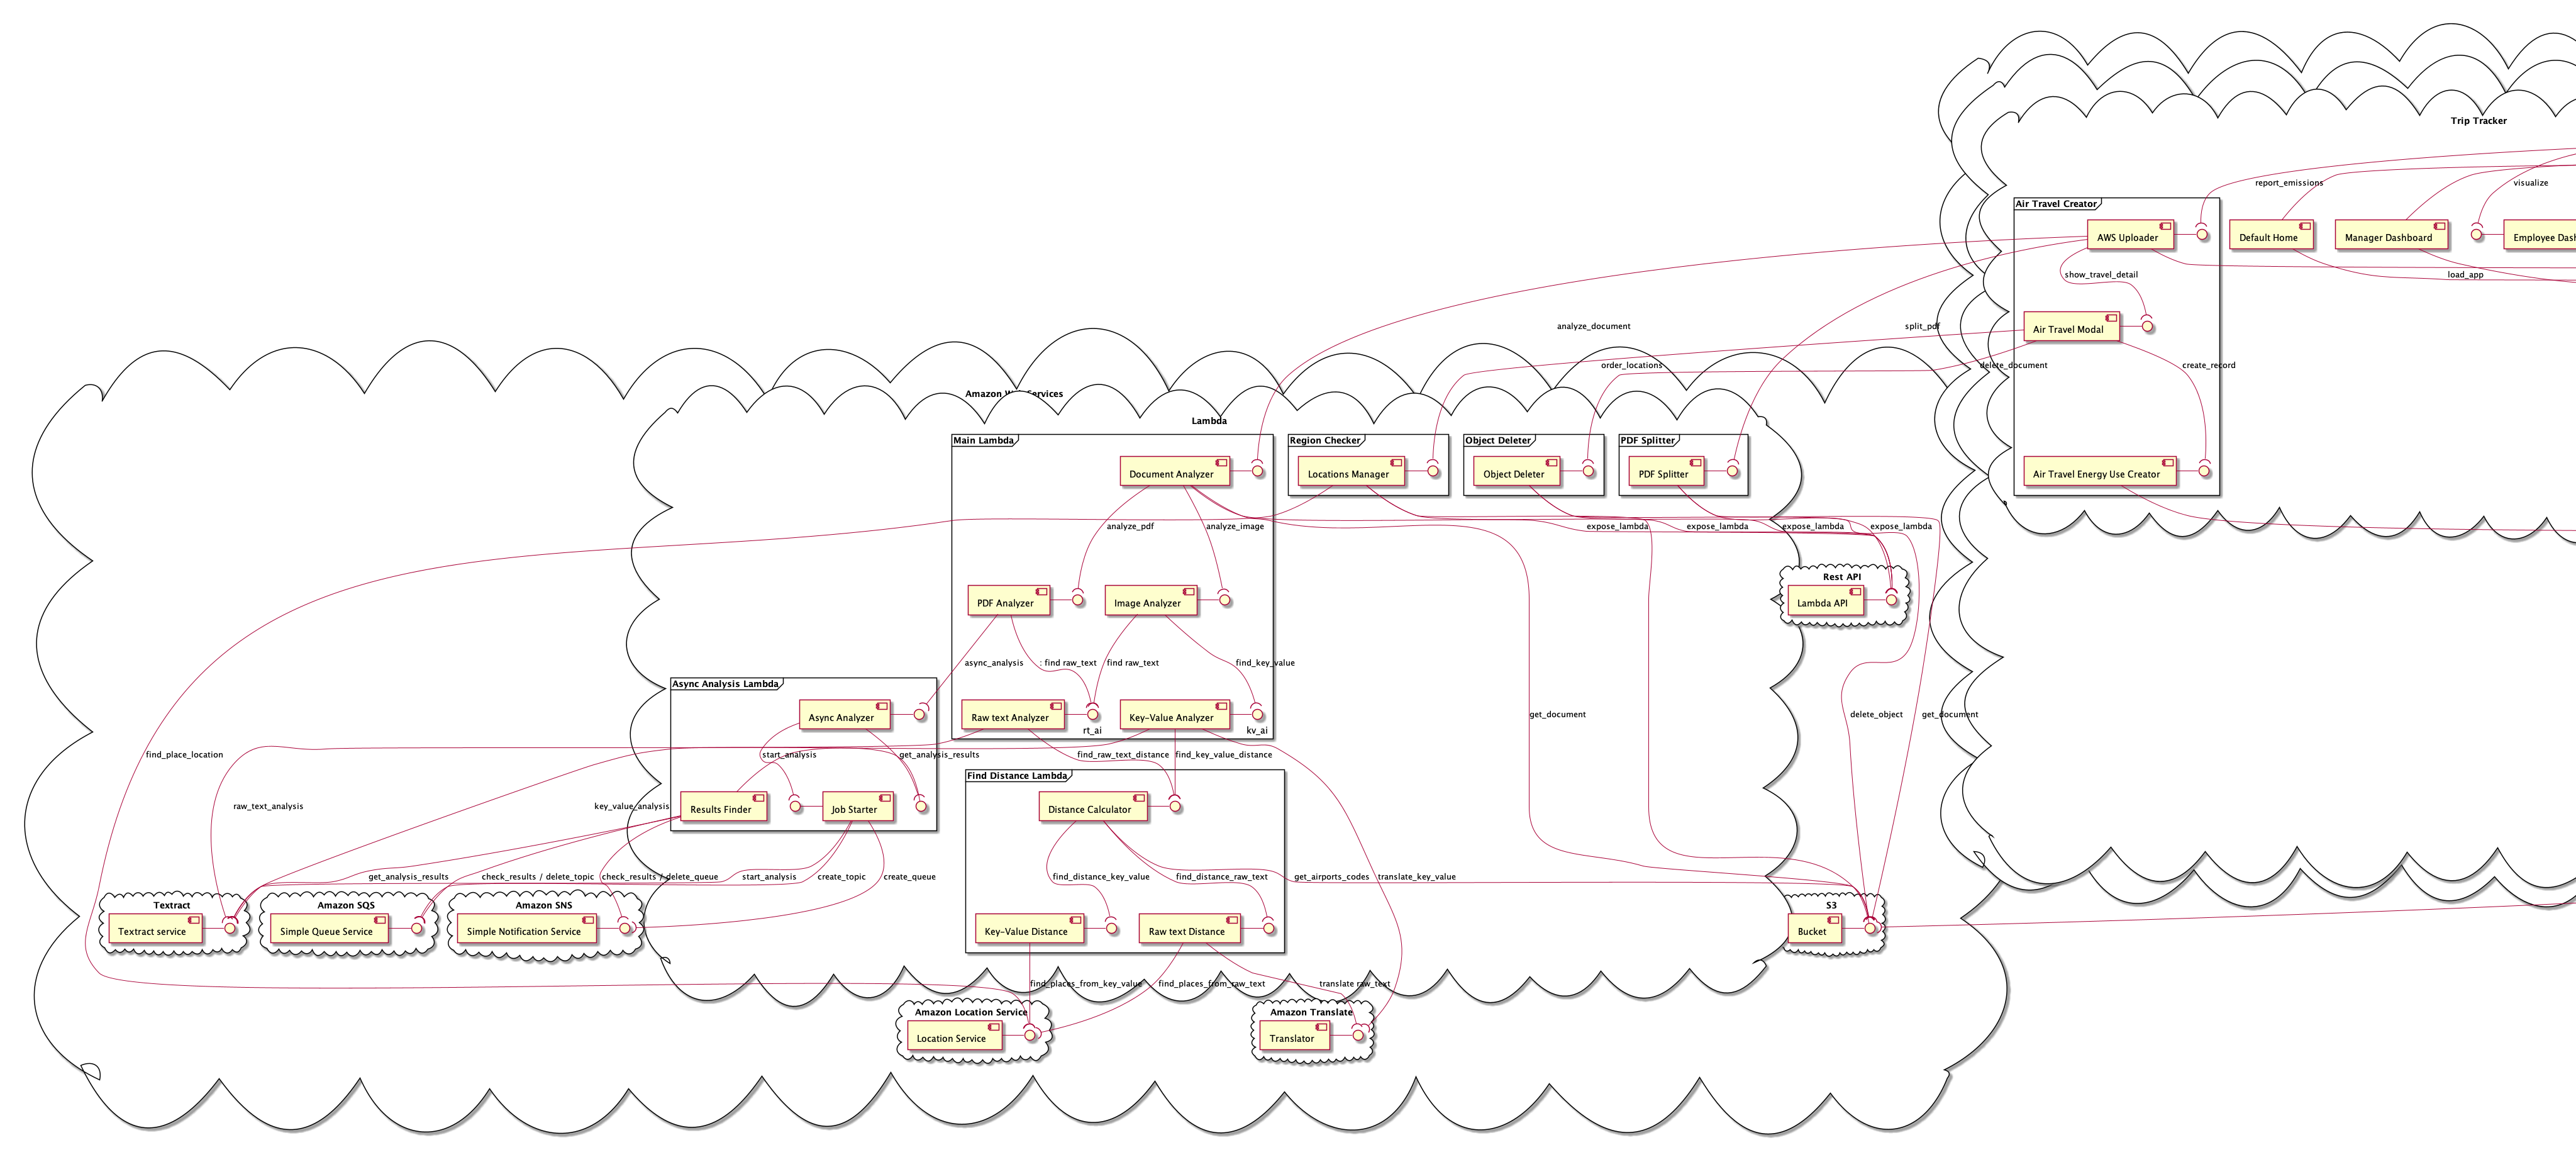 Trip Tracker
report_emissions
visualize
Air Travel Creator
AWS Uploader
Default Home
Manager Dashboard
show_travel_detail
load_app
analyze_document
split_pdf
Air Travel Modal
order_locations
delete_document
create_record
Lambda
Main Lambda
Region Checker
Object Deleter
PDF Splitter
Document Analyzer
Locations Manager
Object Deleter
PDF Splitter
Air Travel Energy Use Creator
analyze_pdf
analyze_image
expose_lambda
expose_lambda
expose_lambda
expose_lambda
Rest API
PDF Analyzer
Image Analyzer
Lambda API
async_analysis
: find raw_text
find raw_text
find_key_value
Async Analysis Lambda
Async Analyzer
Raw text Analyzer
Key-Value Analyzer
get_document
delete_object
get_document
rt_ai
kv_ai
find_place_location
start_analysis
get_analysis_results
find_raw_text_distance
find_key_value_distance
Find Distance Lambda
raw_text_analysis
key_value_analysis
Results Finder
Job Starter
Distance Calculator
get_analysis_results
check_results / delete_topic
check_results / delete_queue
start_analysis
create_topic
create_queue
find_distance_key_value
find_distance_raw_text
get_airports_codes
translate_key_value
Textract
Amazon SQS
Amazon SNS
S3
Textract service
Simple Queue Service
Simple Notification Service
Key-Value Distance
Raw text Distance
Bucket
find_places_from_key_value
find_places_from_raw_text
translate raw_text
Amazon Location Service
Amazon Translate
Location Service
Translator